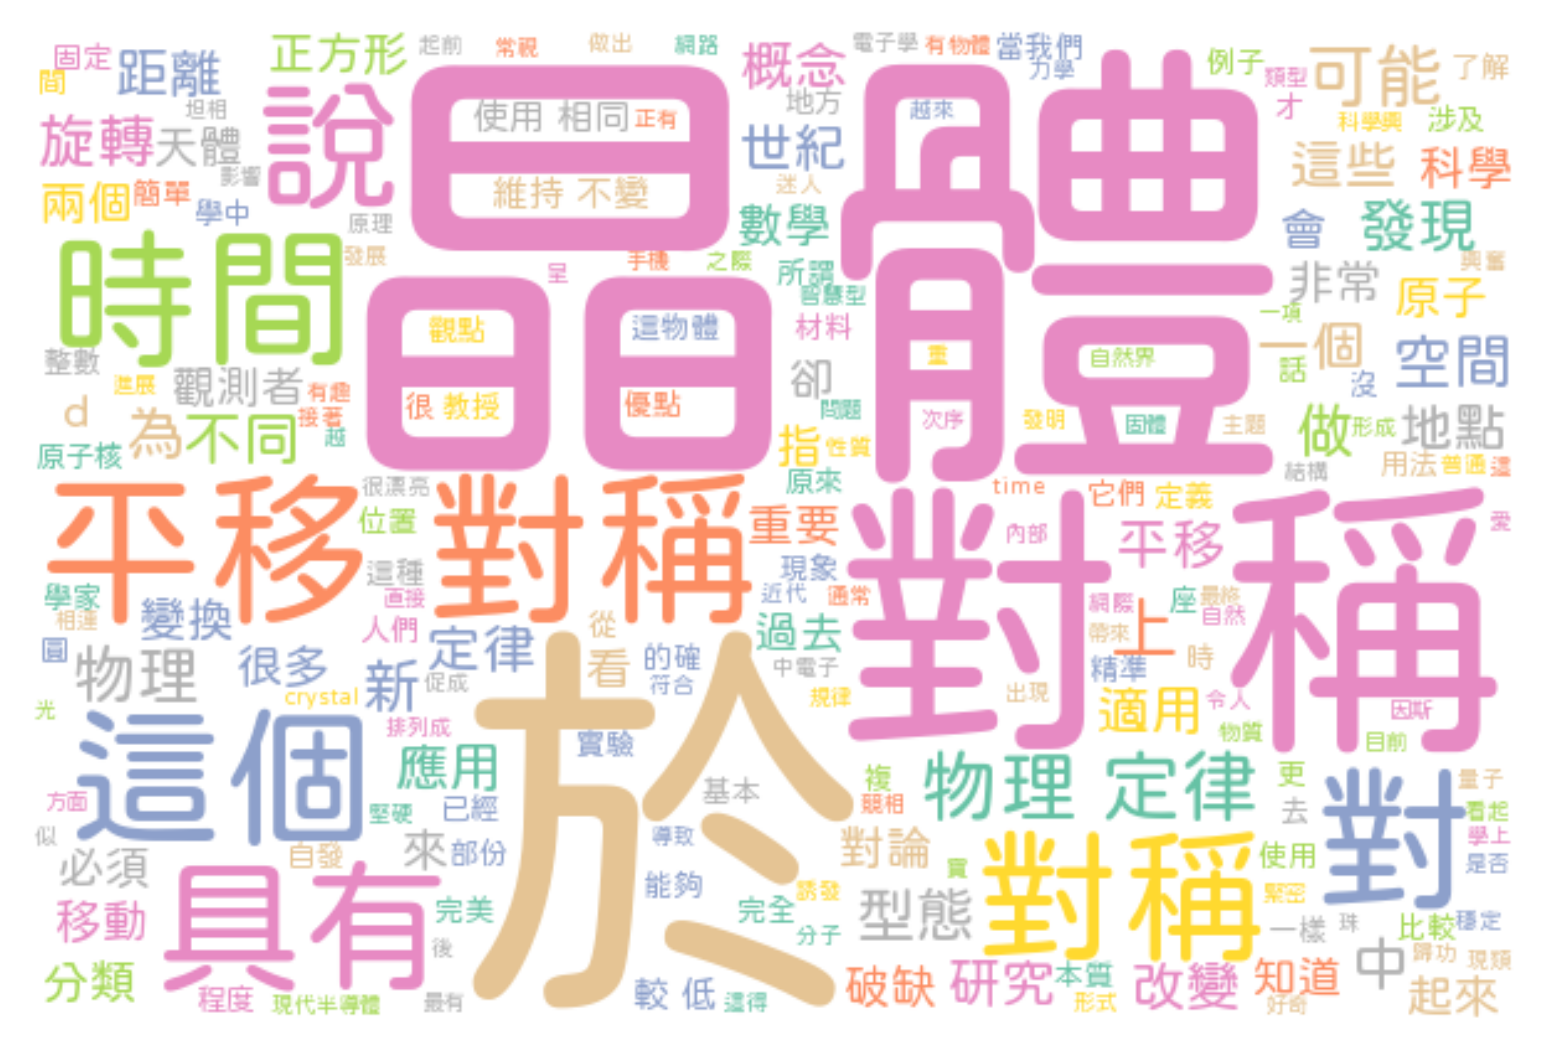 固定 距離 正方形 起前 常視 做出 網路 概念 電子學 有物體 當我們 例子 可能 了解
間 坦相 說 晶體 使用 相同 正有 地方 越來 力學 類型 才
旋轉 天體 世紀 科學興 涉及
影響 維持 不變 迷人 這些 科學
兩個 簡單 學中 原理 數學 會 發現
時間 發展 呈 手機 之際 所謂 非常 興奮
智慧型 原子
觀點 這物體 材料 重 自然界 一項 一個 空間
整數 進展 觀測者 有趣 卻 話 沒
d 為 不同 接著 很 教授 優點 問題 次序 發明 固體 主題 做 形成 地點
原子核 越 指 性質 結構 用法 普通 這
平移 對稱 很漂亮 原來 time 它們 定義
位置 重要 對稱 內部 平移 愛
這種 現象
學家 直接 近代 通常 網際 座 最終 自然
相連 變換 人們 定律 從 過去 帶來 上
圓 物理 很多 新 看 的確 中電子 精準 時
crystal 促成 符合 規律 出現 適用 令人 因斯
光 這個 排列成 於 實驗 物質 目前
應用 基本 複 物理 定律 更 對 量子
方面 堅硬 已經 競相 去 看起
似 來 部份 導致 對論 學上
必須 自發 能夠 買 對稱 使用 是否
移動 具有 完美 完全 誘發 型態 緊密
後 分子 一樣 珠 比較 穩定
分類 較 低 破缺 研究 本質 改變 知道 中 歸功 現類
程度 現代半導體 最有 這得 形式 好奇 起來